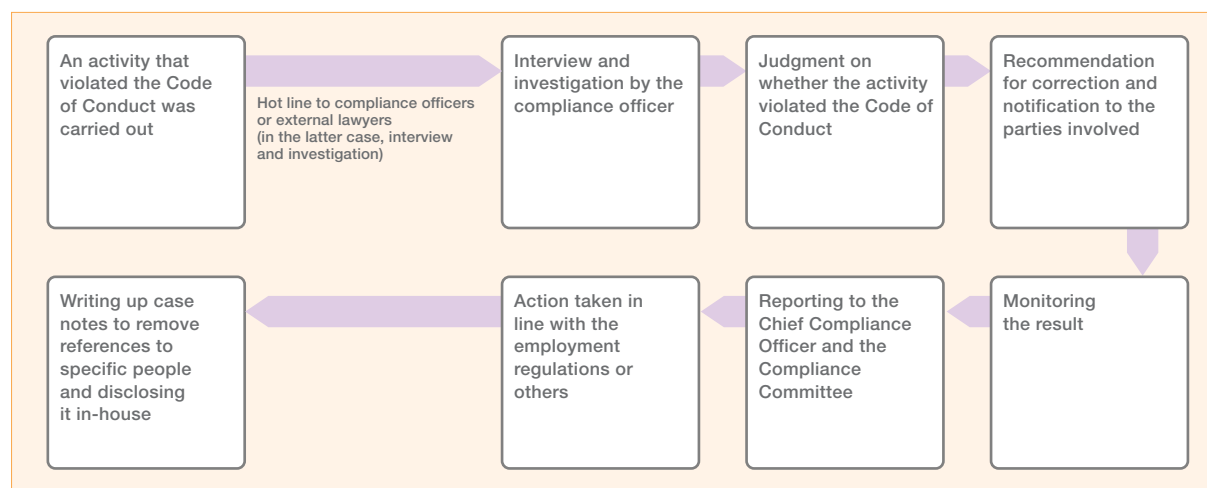 An activity that
violated the Code
of Conduct was
carried out
Hot line to compliance officers
or external lawyers
(in the latter case, interview
and investigation)
Interview and
investigation by the
compliance officer
Judgment on
whether the activity
violated the Code of
Conduct
Recommendation
for correction and
notification to the
parties involved
Monitoring
the result
Reporting to the
Chief Compliance
Officer and the
Compliance
Committee
Action taken in
line with the
employment
regulations or
others
Writing up case
notes to remove
references to
specific people
and disclosing
it in-house